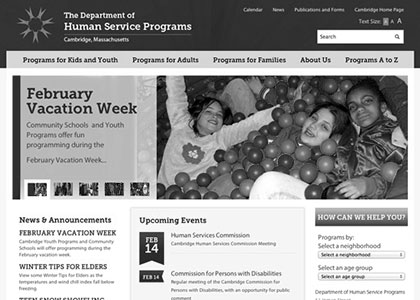 Calendar News Publications and Forms Cambridge Home Page
The Department of
Human Service Programs
Cambridge, Massachusetts
Text Size: A A A
Search
Programs for Kids and Youth Programs for Adults Programs for Families About Us Programs A to Z
February
Vacation Week
Community Schools and Youth
Programs offer fun
programming during the
February Vacation Week...
News & Announcements
FEBRUARY VACATION WEEK
Cambridge Youth Programs and Community
Schools will offer programming during the
February vacation week.
WINTER TIPS FOR ELDERS
View some Winter Tips for Elders as the
temperatures and wind chill index fall below
freezing.
Upcoming Events
FEB
14
Human Services Commission
Cambridge Human Services Commission Meeting
FEB 14
Commission for Persons with Disabilities
Regular meeting of the Cambridge Commission for
Persons with Disabilities, with an opportunity for public
comment
HOW CAN WE HELP YOU?
Programs by:
Select a neighborhood
Select a neighborhood
Select an age group
Select an age group
Department of Human Service Programs